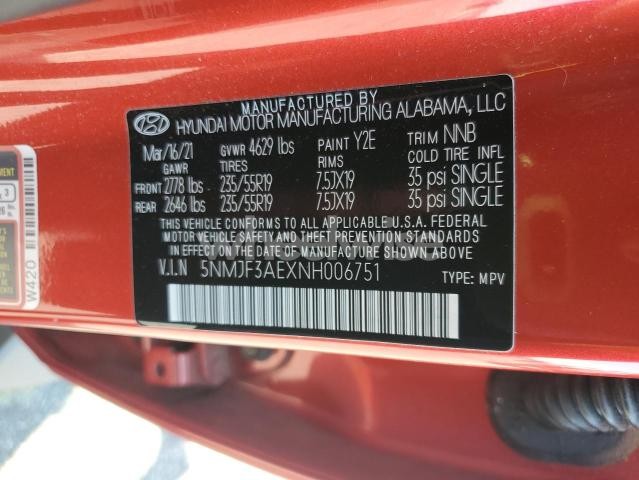 MANUFACTURED BY
HYUNDAI MOTOR MANUFACTURING ALABAMA, LLC
Mar/16/21 GVWR 4629 lbs PAINT Y2E TRIM NNB
GAWR TIRES RIMS COLD TIRE INFL
FRONT 2778 lbs 235/55R19 7.5JX19 35 psi SINGLE
REAR 2646 lbs 235/55R19 7.5JX19 35 psi SINGLE
THIS VEHICLE CONFORMS TO ALL APPLICABLE U.S.A. FEDERAL
MOTOR VEHICLE SAFETY AND THEFT PREVENTION STANDARDS
IN EFFECT ON THE DATE OF MANUFACTURE SHOWN ABOVE.
V.I.N 5NMJF3AEXNH006751 TYPE: MPV
W420
3